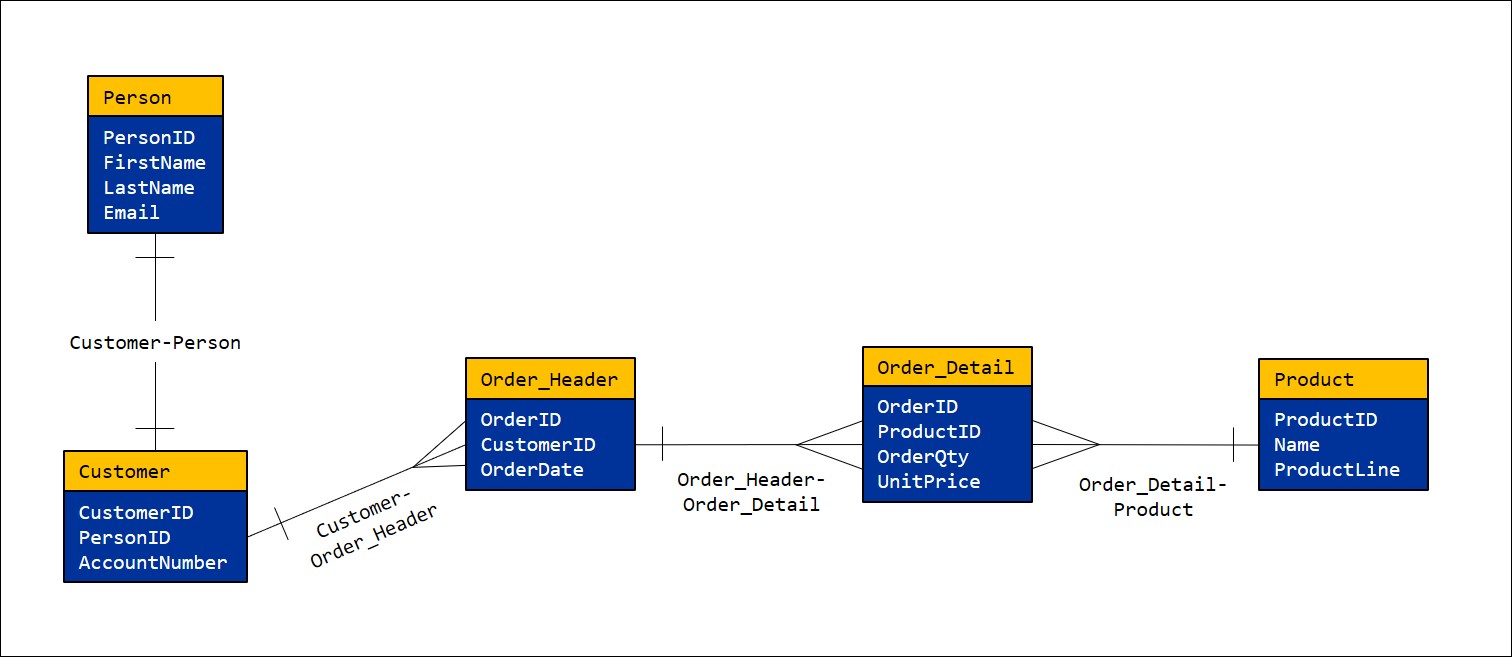 Person
PersonID
FirstName
LastName
Email
Customer-Person
Customer
CustomerID
PersonID
AccountNumber
Customer-
Order_Header
Order_Header
OrderID
CustomerID
OrderDate
Order_Header-
Order_Detail
Order_Detail
OrderID
ProductID
OrderQty
UnitPrice
Order_Detail-
Product
Product
ProductID
Name
ProductLine